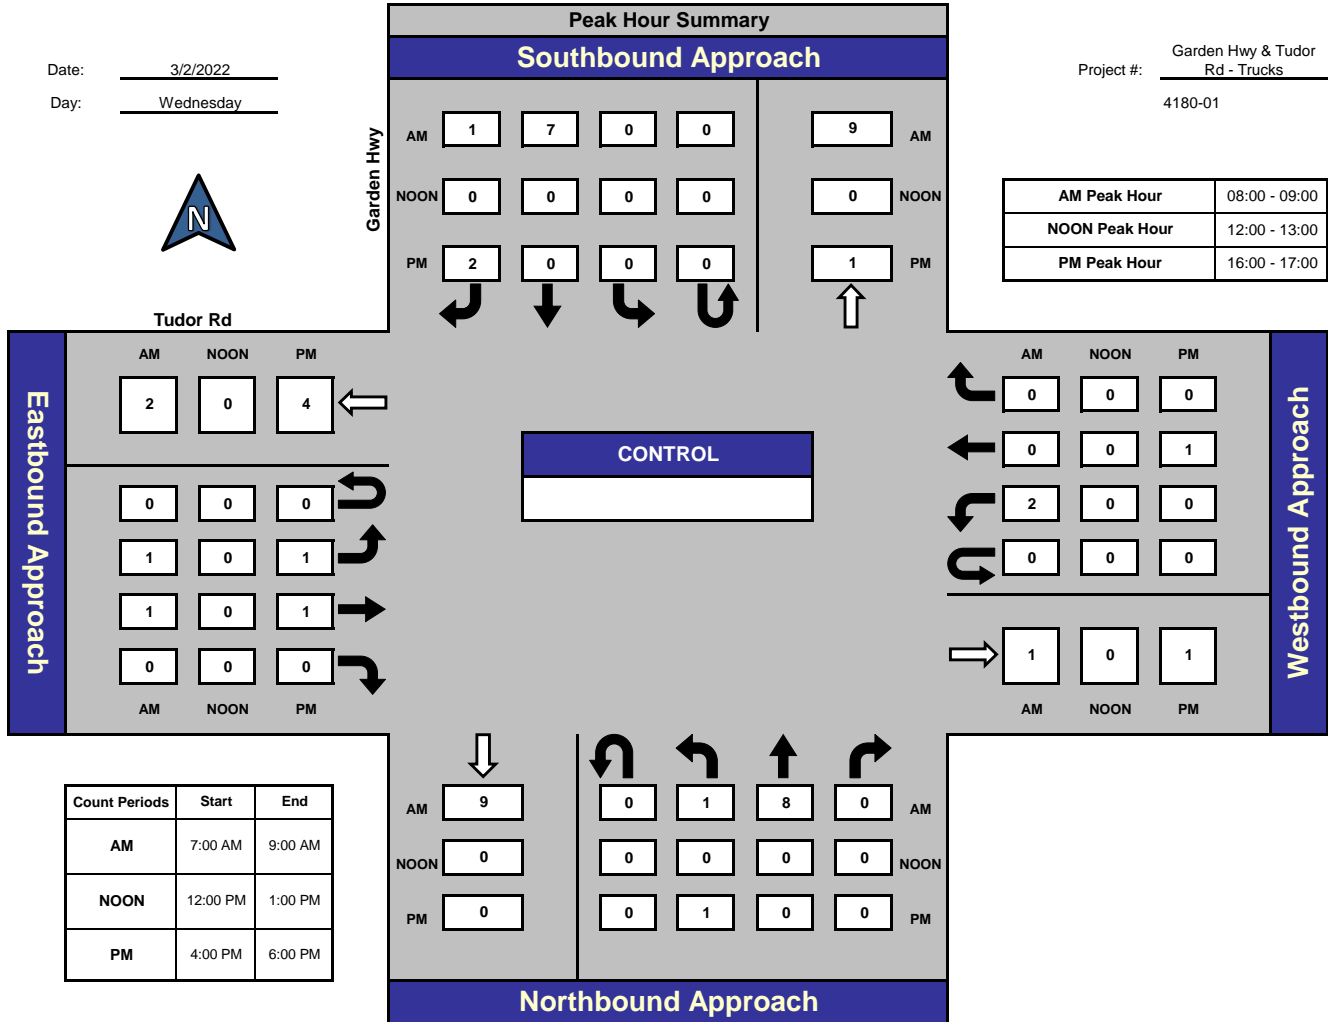 Peak Hour Summary
Southbound Approach
Date: 3/2/2022
Day: Wednesday
Project #: Garden Hwy & Tudor
Rd - Trucks
4180-01
Garden Hwy
AM 1 7 0 0 9 AM
NOON 0 0 0 0 0 NOON
PM 2 0 0 0 1 PM
N
AM Peak Hour 08:00 - 09:00
NOON Peak Hour 12:00 - 13:00
PM Peak Hour 16:00 - 17:00
Tudor Rd
Eastbound Approach
AM NOON PM
2 0 4
0 0 0
1 0 1
1 0 1
0 0 0
AM NOON PM
CONTROL
AM NOON PM
0 0 0
0 0 1
2 0 0
0 0 0
1 0 1
AM NOON PM
Westbound Approach
Count Periods Start End
AM 7:00 AM 9:00 AM
NOON 12:00 PM 1:00 PM
PM 4:00 PM 6:00 PM
AM 9 0 1 8 0 AM
NOON 0 0 0 0 0 NOON
PM 0 0 1 0 0 PM
Northbound Approach